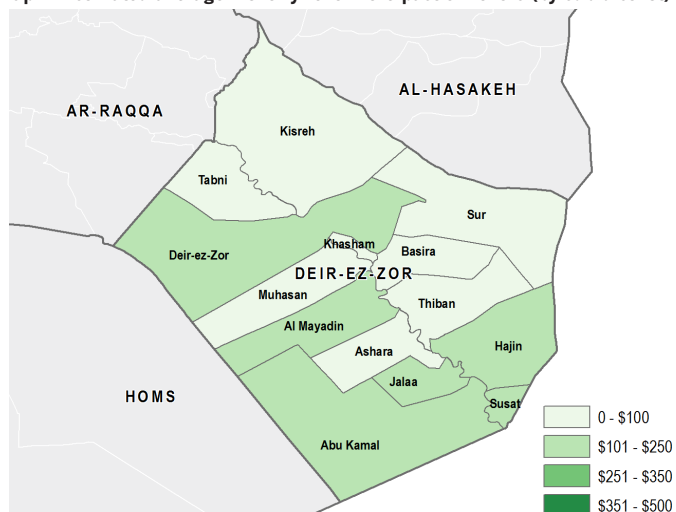 AL-HASAKEH
AR-RAQQA
Kisreh
Tabni
Sur
Khasham
Basira
Deir-ez-Zor
DEIR-EZ-ZOR
Muhasan
Thiban
Al Mayadin
Hajin
Ashara
Jalaa
HOMS
Susat
Abu Kamal
0 - $100
$101 - $250
$251 - $350
$351 - $500